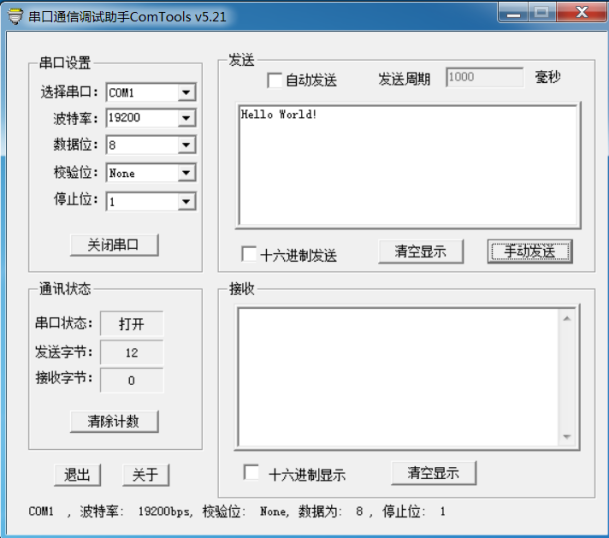 串口通信调试助手ComTools v5.21
串口设置
选择串口: COM1
波特率: 19200
数据位: 8
校验位: None
停止位: 1
关闭串口
发送
自动发送 发送周期 1000 毫秒
Hello World!
十六进制发送 清空显示 手动发送
通讯状态
串口状态: 打开
发送字节: 12
接收字节: 0
清除计数
退出 关于
接收
十六进制显示 清空显示
COM1 , 波特率: 19200bps, 校验位: None, 数据为: 8 , 停止位: 1